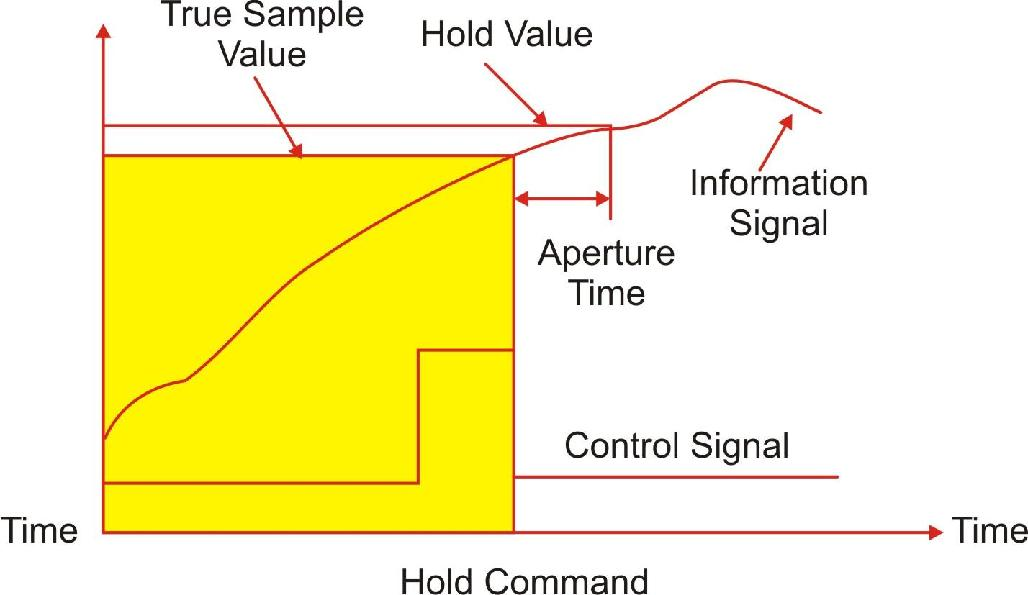 True Sample
Value
Hold Value
Information
Signal
Aperture
Time
Control Signal
Time
Time
Hold Command